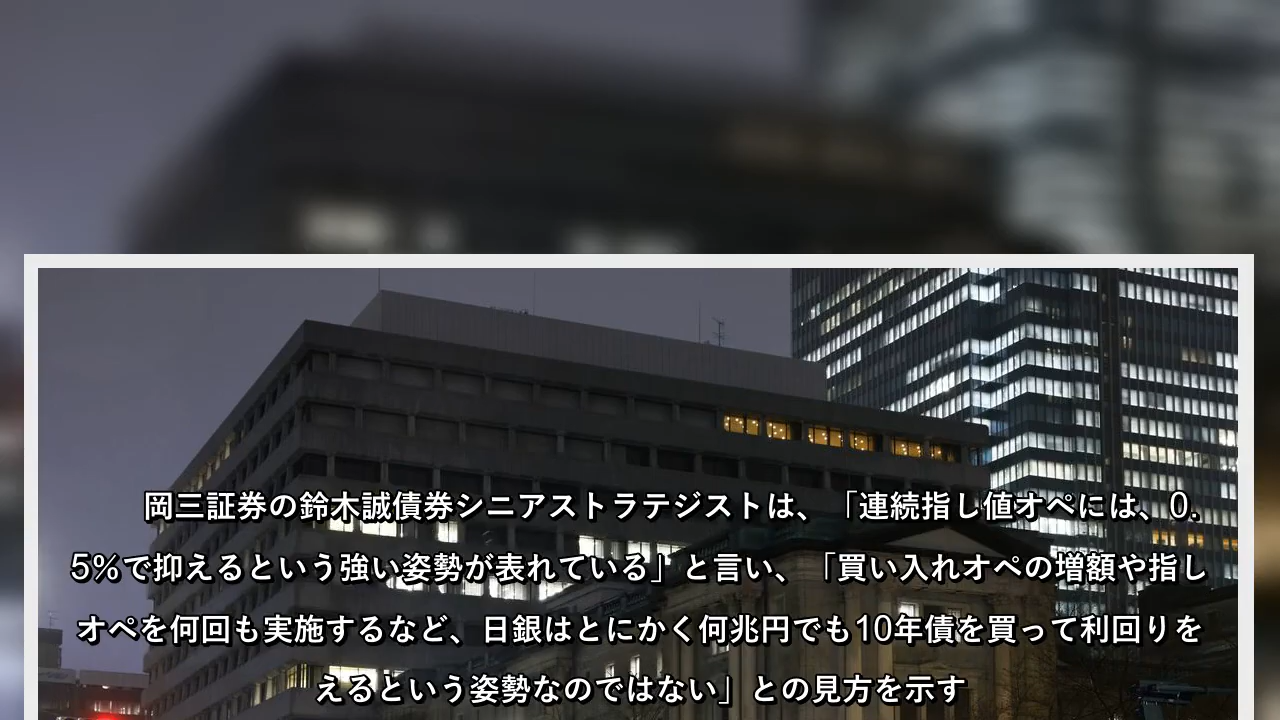 岡三証券の鈴木誠債券シニアストラテジストは、「連続指し値オペには、0.
5%で抑えるという強い姿勢が表れている」と言い、「買い入れオペの増額や指し
オペを何回も実施するなど、日銀はとにかく何兆円でも10年債を買って利回りを
えるという姿勢なのではない」との見方を示す